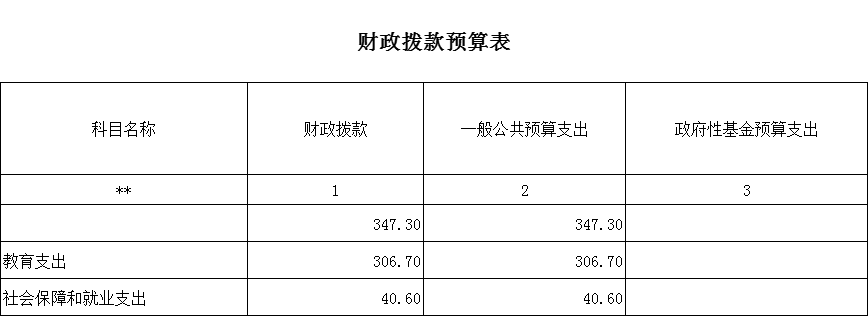 财政拨款预算表
科目名称 财政拨款 一般公共预算支出 政府性基金预算支出
** 1 2 3
347.30 347.30
教育支出 306.70 306.70
社会保障和就业支出 40.60 40.60